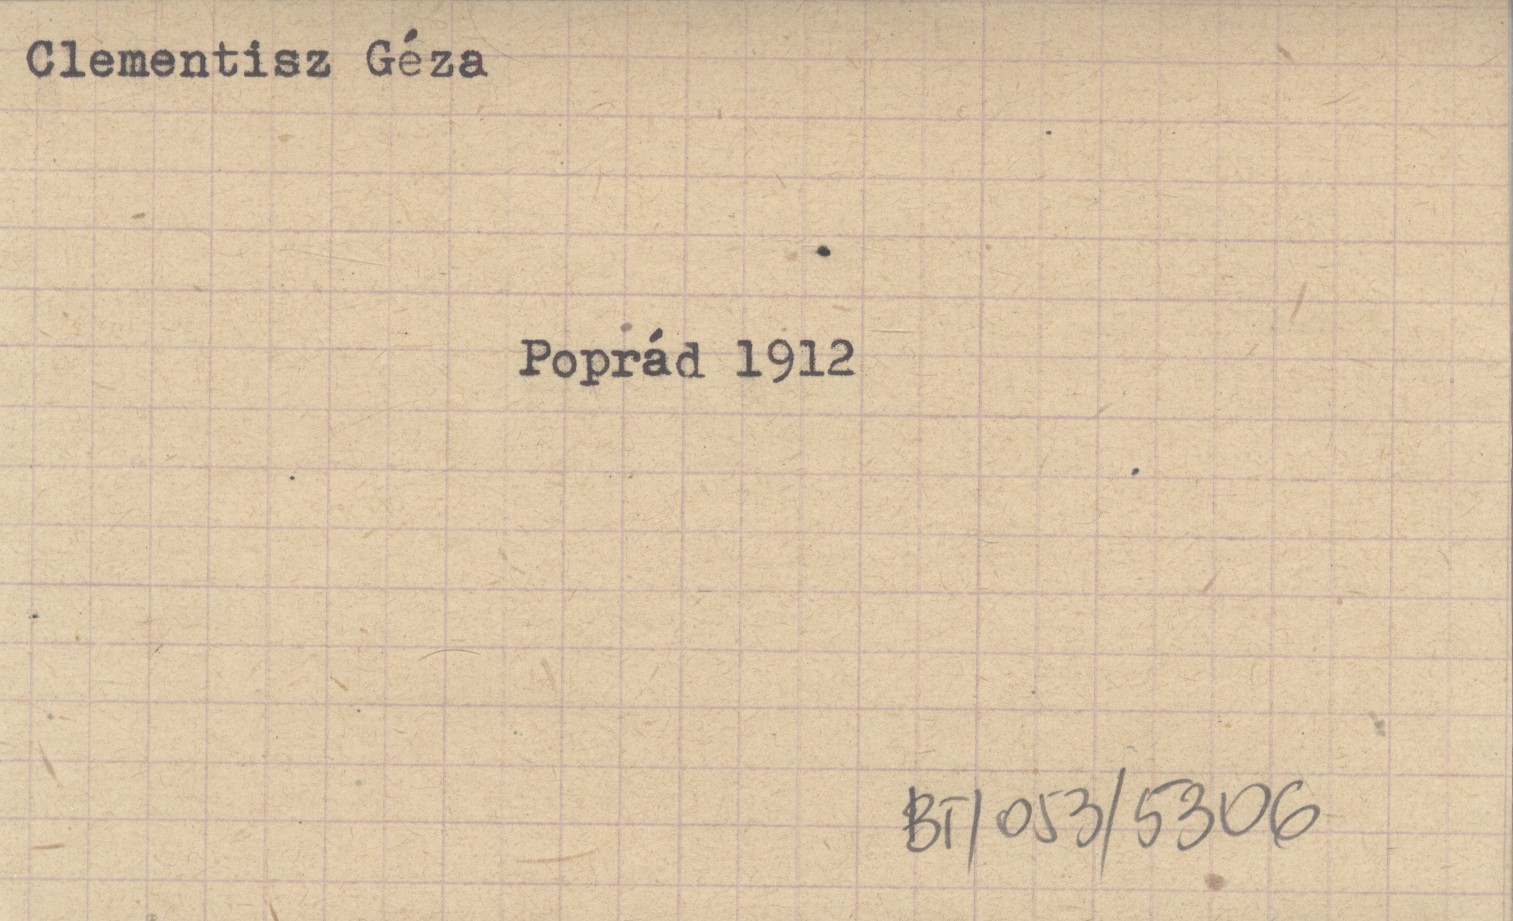 Clementisz Géza
Poprád 1912
BT/053/5306